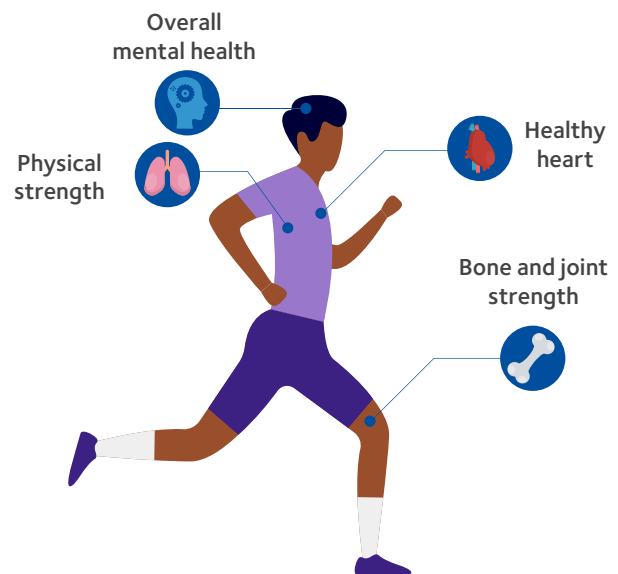 Overall
mental health
Physical
strength
Healthy
heart
Bone and joint
strength